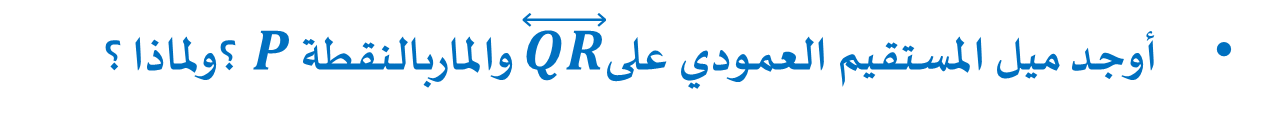 • أوجد ميل المستقيم العمودي على $\overleftrightarrow{QR}$ والماربالنقطة P ؟ولماذا ؟